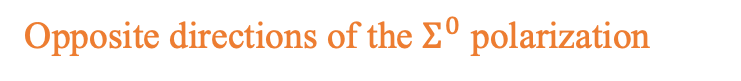 Opposite directions of the Σ⁰ polarization